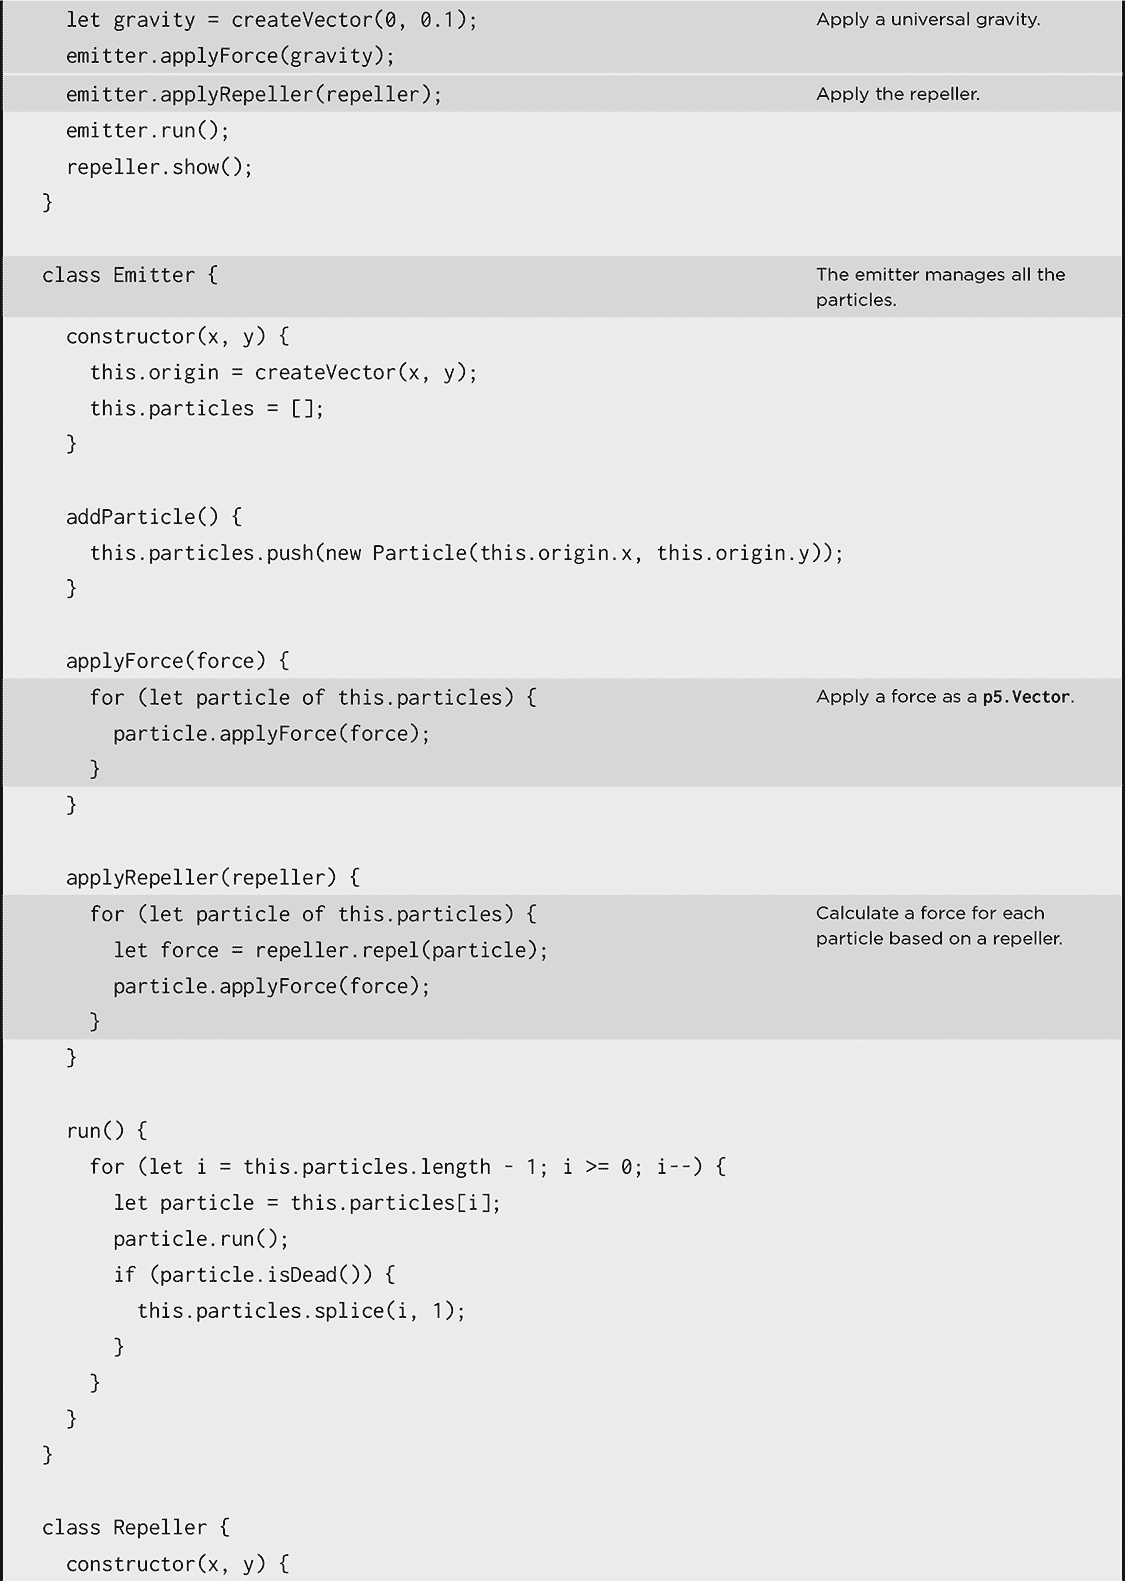 let gravity = createVector(0, 0.1);
Apply a universal gravity.
emitter.applyForce(gravity);
emitter.applyRepeller(repeller);
Apply the repeller.
emitter.run();
repeller.show();
}
class Emitter {
The emitter manages all the
particles.
constructor(x, y) {
this.origin = createVector(x, y);
this.particles = [];
}
addParticle() {
this.particles.push(new Particle(this.origin.x, this.origin.y));
}
applyForce(force) {
for (let particle of this.particles) {
Apply a force as a p5.Vector.
particle.applyForce(force);
}
}
applyRepeller(repeller) {
for (let particle of this.particles) {
Calculate a force for each
particle based on a repeller.
let force = repeller.repel(particle);
particle.applyForce(force);
}
}
run() {
for (let i = this.particles.length - 1; i >= 0; i--) {
let particle = this.particles[i];
particle.run();
if (particle.isDead()) {
this.particles.splice(i, 1);
}
}
}
}
class Repeller {
constructor(x, y) {